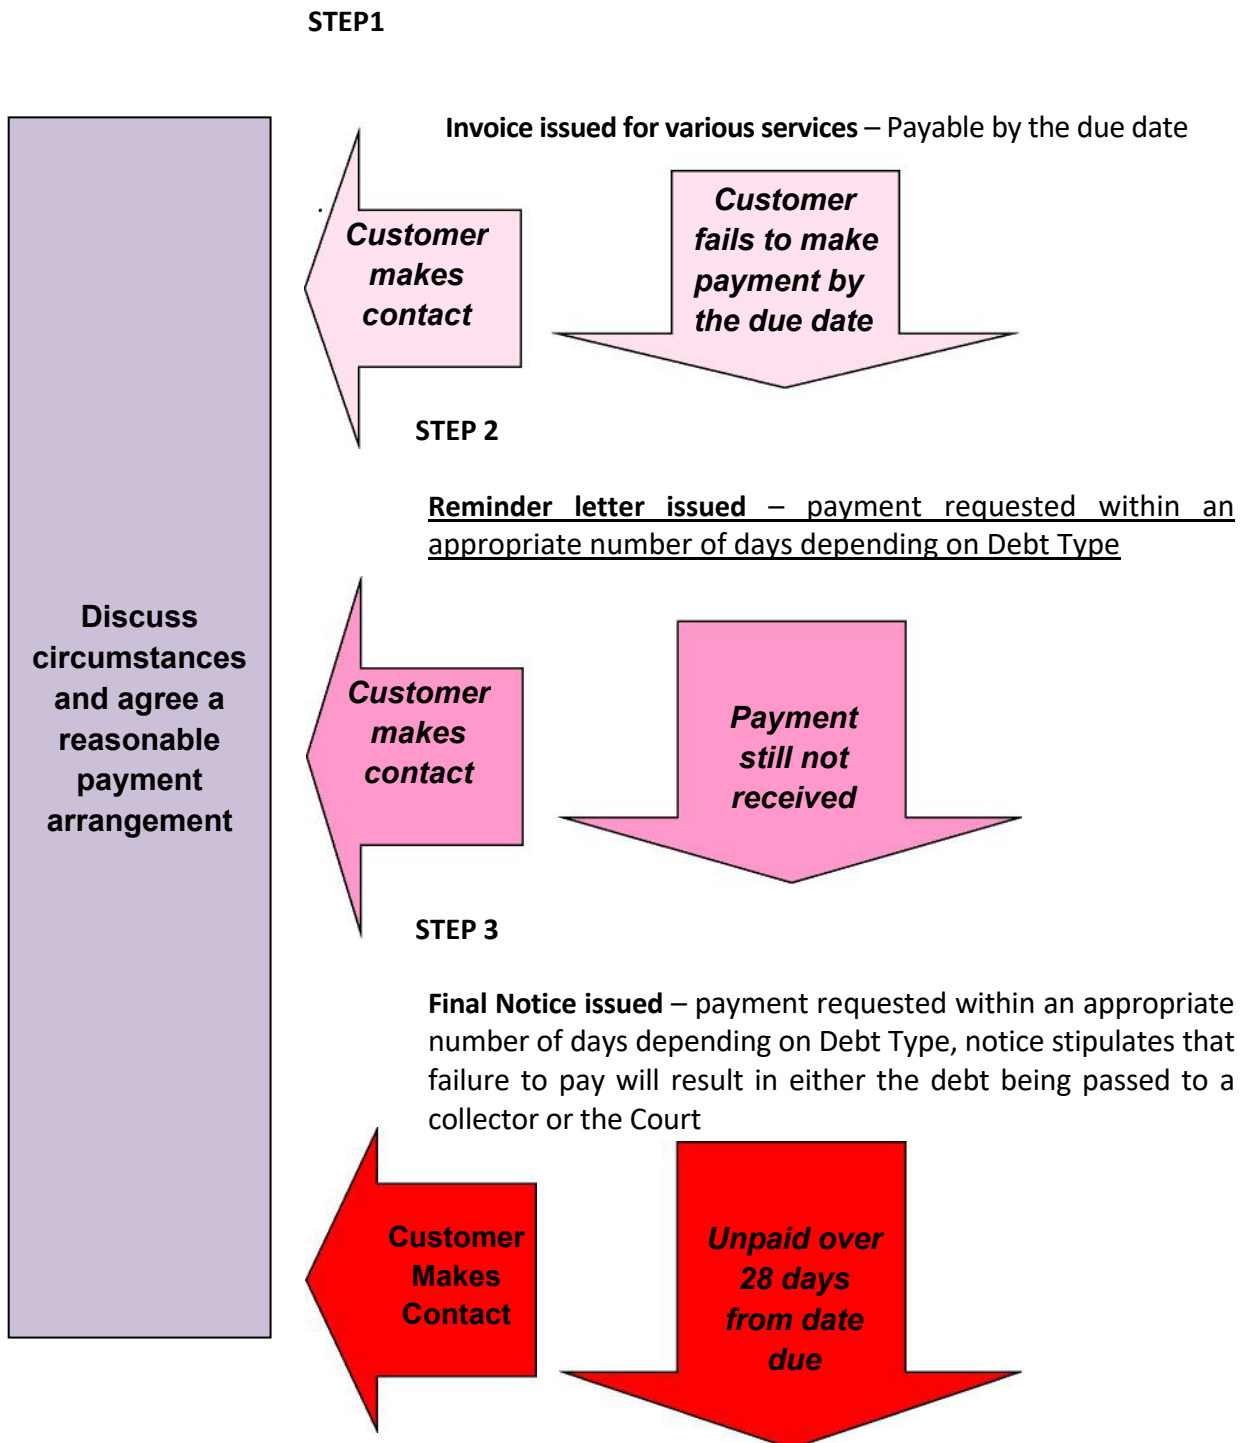 STEP1
Invoice issued for various services – Payable by the due date
.
Customer
makes
contact
Customer
fails to make
payment by
the due date
STEP 2
Reminder letter issued – payment requested within an
appropriate number of days depending on Debt Type
Discuss
circumstances
and agree a
reasonable
payment
arrangement
Customer
makes
contact
Payment
still not
received
STEP 3
Final Notice issued – payment requested within an appropriate
number of days depending on Debt Type, notice stipulates that
failure to pay will result in either the debt being passed to a
collector or the Court
Customer
Makes
Contact
Unpaid over
28 days
from date
due